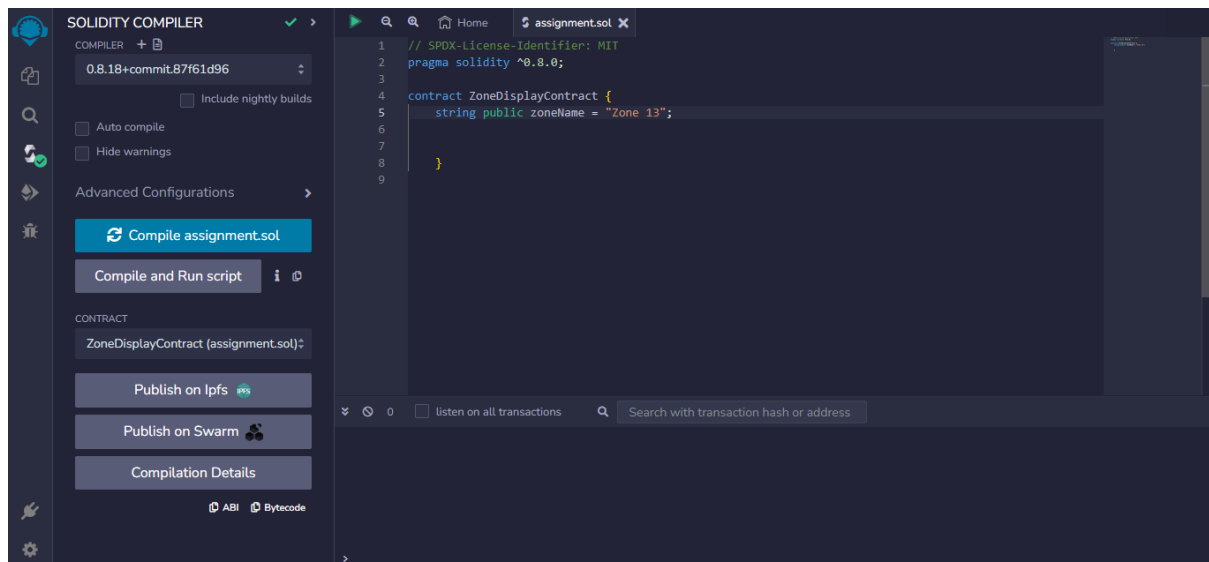 SOLIDITY COMPILER
COMPILER
0.8.18+commit.87f61d96
Include nightly builds
Auto compile
Hide warnings
Advanced Configurations
Compile assignment.sol
Compile and Run script
CONTRACT
ZoneDisplayContract (assignment.sol)
Publish on Ipfs IPFS
Publish on Swarm
Compilation Details
ABI Bytecode
Home assignment.sol
1 // SPDX-License-Identifier: MIT
2 pragma solidity ^0.8.0;
3
4 contract ZoneDisplayContract {
5 string public zoneName = "Zone 13";
6
7
8 }
9
0 listen on all transactions Search with transaction hash or address
>